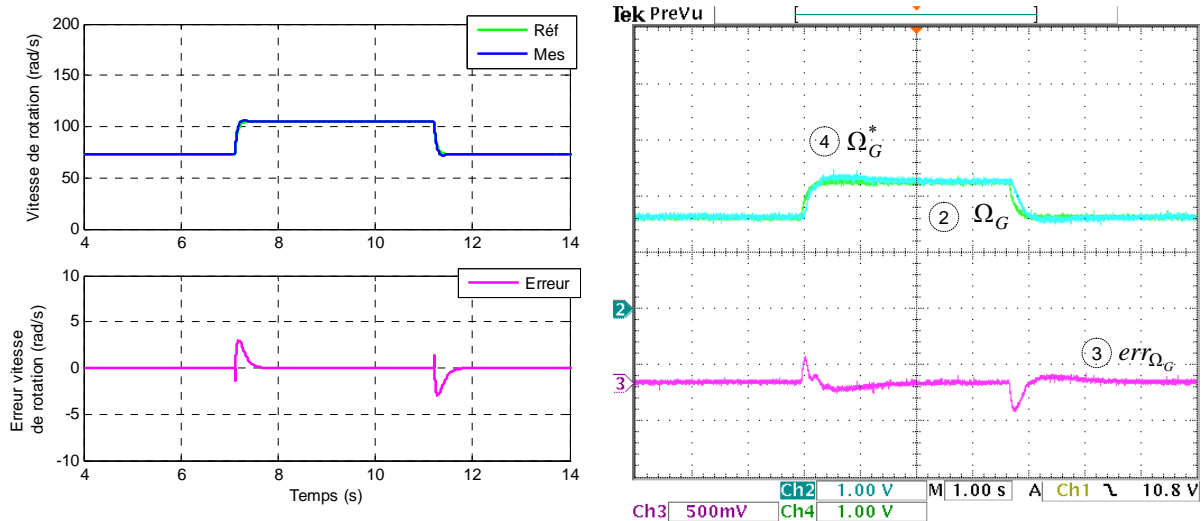 200
150
100
50
0
Vitesse de rotation (rad/s)
Réf
Mes
4 6 8 10 12 14
10
5
0
-5
-10
Erreur vitesse
de rotation (rad/s)
Erreur
4 6 8 10 12 14
Temps (s)
Tek PreVu
4 Ω*G
2 ΩG
2
3 errΩG
3
Ch2 1.00 V M 1.00 s A Ch1 10.8 V
Ch3 500mV Ch4 1.00 V